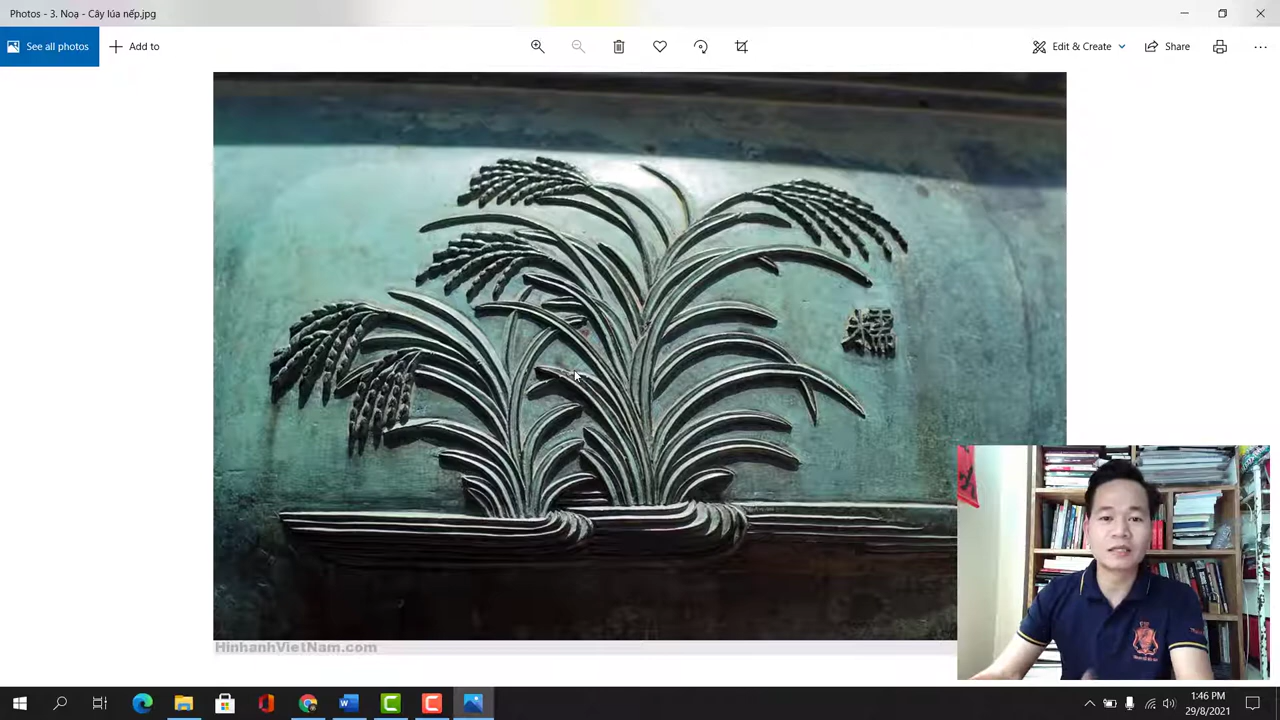 Photos - 3. Noạ - Cây lúa nếp.jpg
See all photos
Add to
Edit & Create
Share
HinhanhVietNam.com
1:46 PM
29/8/2021